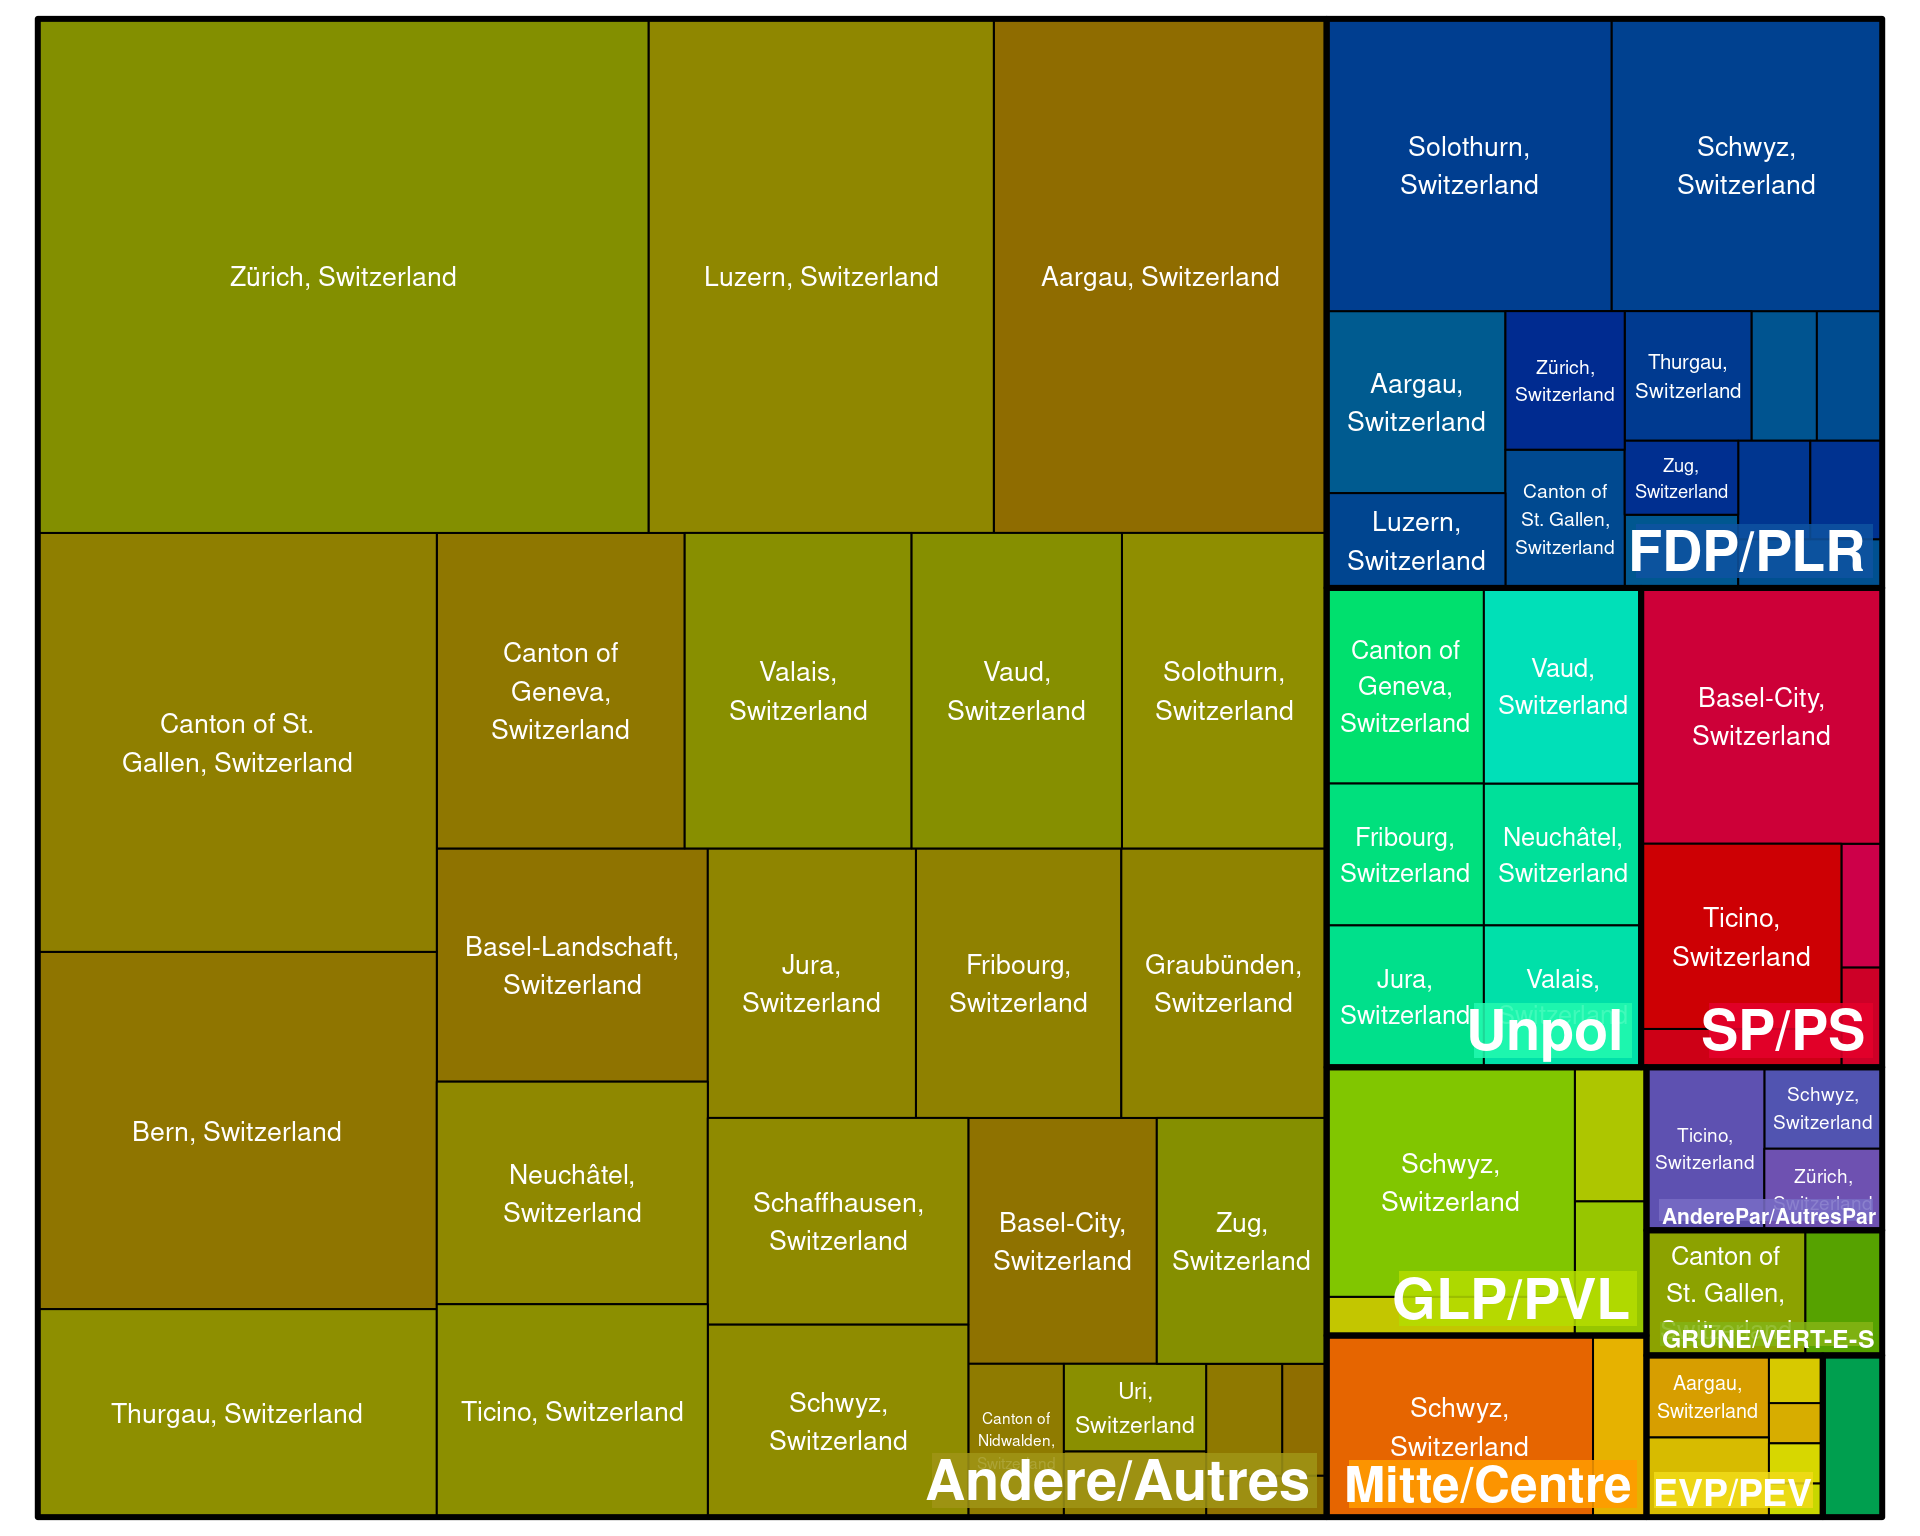 Zürich, Switzerland
Luzern, Switzerland
Aargau, Switzerland
Canton of St.
Gallen, Switzerland
Canton of
Geneva,
Switzerland
Valais,
Switzerland
Vaud,
Switzerland
Solothurn,
Switzerland
Bern, Switzerland
Basel-Landschaft,
Switzerland
Jura,
Switzerland
Fribourg,
Switzerland
Graubünden,
Switzerland
Neuchâtel,
Switzerland
Schaffhausen,
Switzerland
Basel-City,
Switzerland
Zug,
Switzerland
Thurgau, Switzerland
Ticino, Switzerland
Schwyz,
Switzerland
Canton of
Nidwalden,
Switzerland
Uri,
Switzerland
Andere/Autres
Solothurn,
Switzerland
Schwyz,
Switzerland
Aargau,
Switzerland
Zürich,
Switzerland
Thurgau,
Switzerland
Luzern,
Switzerland
Canton of
St. Gallen,
Switzerland
Zug,
Switzerland
FDP/PLR
Canton of
Geneva,
Switzerland
Vaud,
Switzerland
Fribourg,
Switzerland
Neuchâtel,
Switzerland
Jura,
Switzerland
Valais,
Switzerland
Unpol
Basel-City,
Switzerland
Ticino,
Switzerland
SP/PS
Schwyz,
Switzerland
GLP/PVL
Ticino,
Switzerland
Schwyz,
Switzerland
Zürich,
Switzerland
AnderePar/AutresPar
Canton of
St. Gallen,
Switzerland
GRÜNE/VERT-E-S
Schwyz,
Switzerland
Mitte/Centre
Aargau,
Switzerland
EVP/PEV